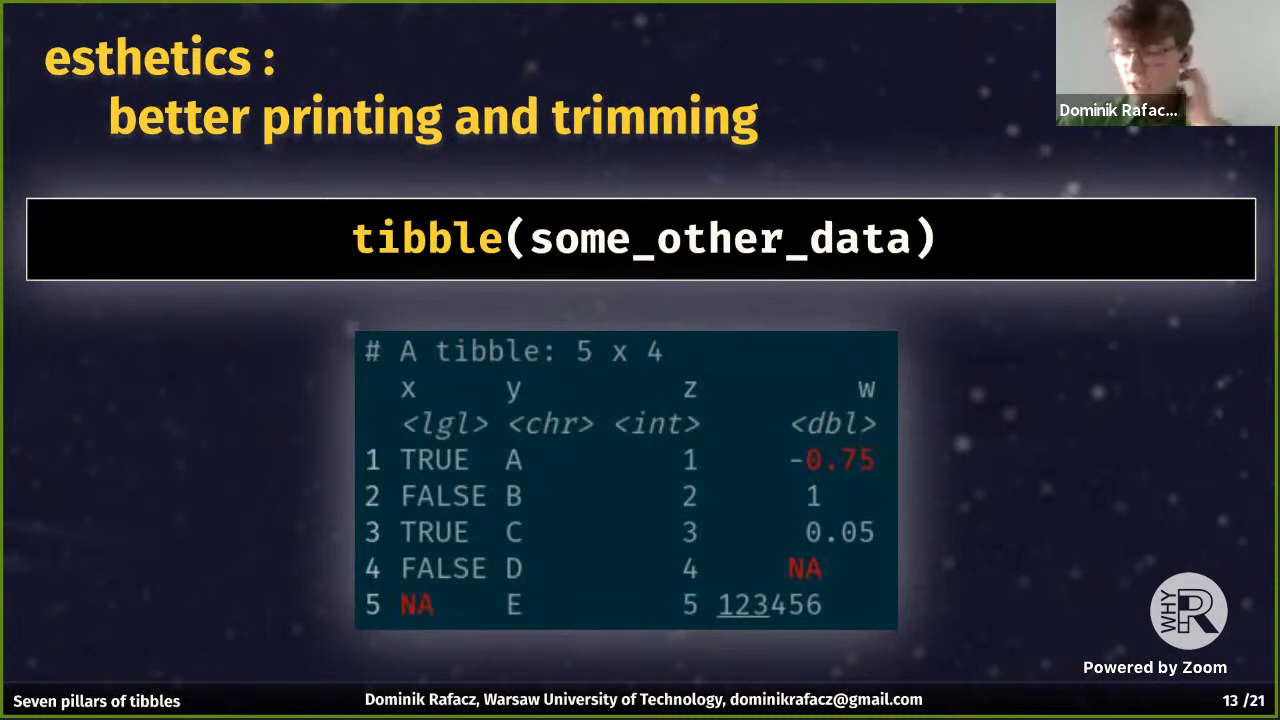 esthetics :
better printing and trimming
Dominik Rafac...
tibble(some_other_data)
# A tibble: 5 x 4
x y z w
<lgl> <chr> <int> <dbl>
1 TRUE A 1 -0.75
2 FALSE B 2 1
3 TRUE C 3 0.05
4 FALSE D 4 NA
5 NA E 5 123456
WHY R?
Powered by Zoom
Seven pillars of tibbles
Dominik Rafacz, Warsaw University of Technology, dominikrafacz@gmail.com
13 /21